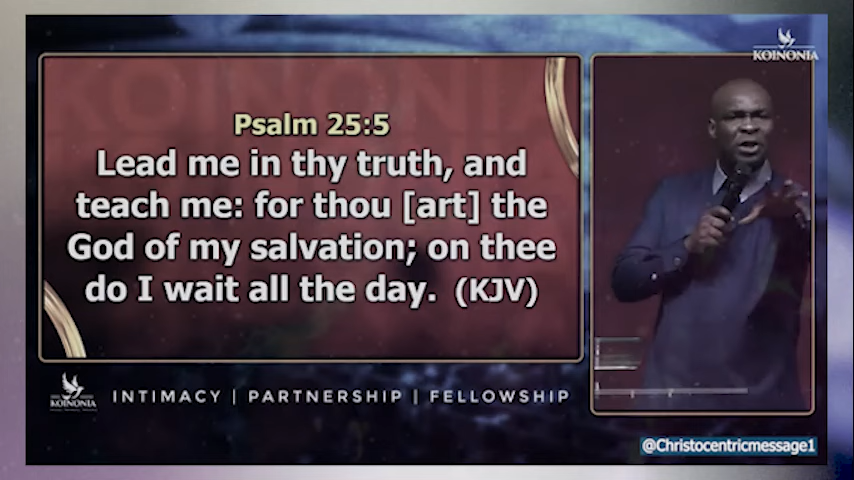 KOINONIA
Psalm 25:5
Lead me in thy truth, and
teach me: for thou [art] the
God of my salvation; on thee
do I wait all the day. (KJV)
KOINONIA
INTIMACY | PARTNERSHIP | FELLOWSHIP
@Christocentricmessage1